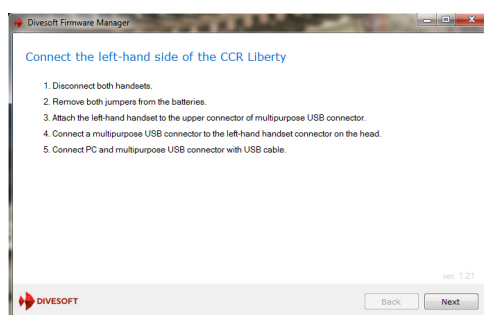 Divesoft Firmware Manager
Connect the left-hand side of the CCR Liberty
1. Disconnect both handsets.
2. Remove both jumpers from the batteries.
3. Attach the left-hand handset to the upper connector of multipurpose USB connector.
4. Connect a multipurpose USB connector to the left-hand handset connector on the head.
5. Connect PC and multipurpose USB connector with USB cable.
ver. 1.21
DIVESOFT
Back
Next